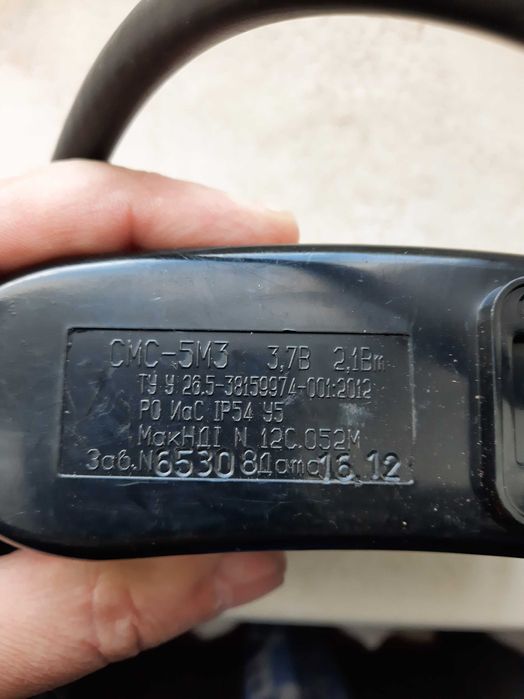 СМС-5М3 3,7В 2,1Вт
ТУ У 26.5-38159974-001:2012
РО ИаС IP54 У5
МакНДІ N 12С.052М
Зав.N65308Дата16.12